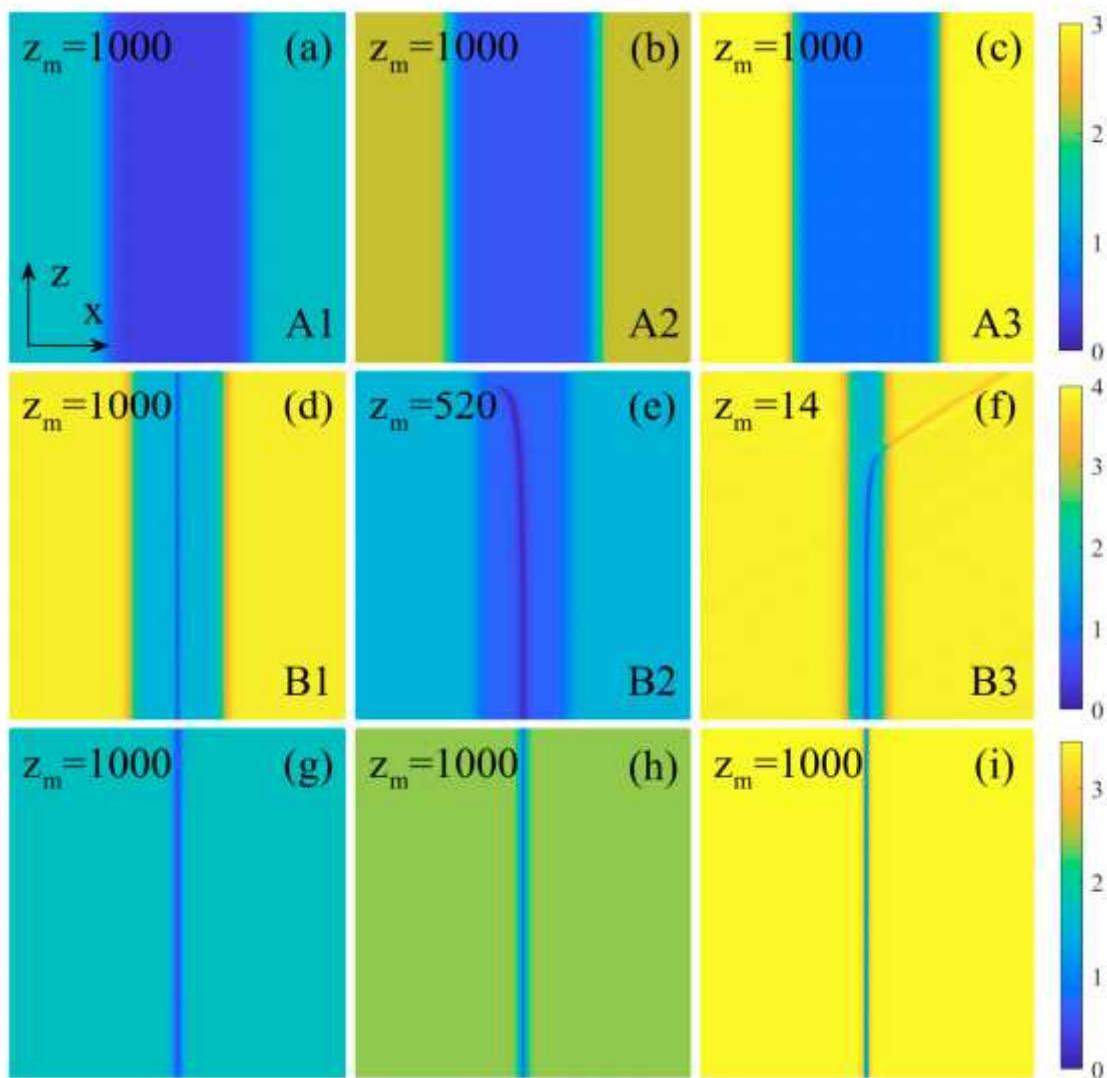 z_m=1000 (a)
z_m=1000 (b)
z_m=1000 (c)
3
2
1
0
z
x
A1
A2
A3
z_m=1000 (d)
z_m=520 (e)
z_m=14 (f)
4
3
2
1
0
B1
B2
B3
z_m=1000 (g)
z_m=1000 (h)
z_m=1000 (i)
3
2
1
0